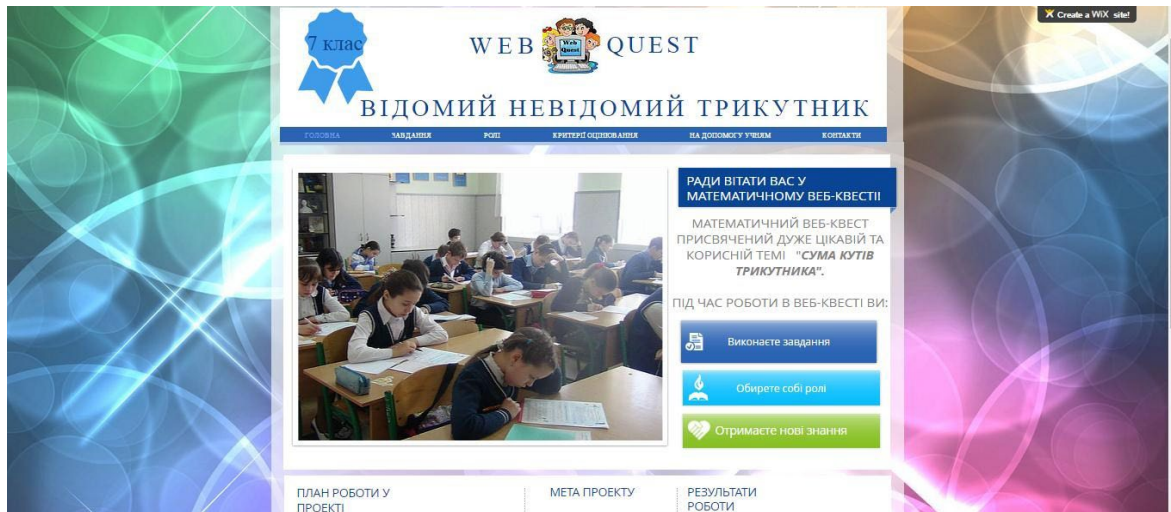 Create a WiX site!
7 клас
WEB Web Quest QUEST
ВІДОМИЙ НЕВІДОМИЙ ТРИКУТНИК
ГОЛОВНА ЗАВДАННЯ РОЛІ КРИТЕРІЇ ОЦІНЮВАННЯ НА ДОПОМОГУ УЧНЯМ КОНТАКТИ
РАДИ ВІТАТИ ВАС У
МАТЕМАТИЧНОМУ ВЕБ-КВЕСТІ!
МАТЕМАТИЧНИЙ ВЕБ-КВЕСТ
ПРИСВЯЧЕНИЙ ДУЖЕ ЦІКАВІЙ ТА
КОРИСНІЙ ТЕМІ "СУМА КУТІВ
ТРИКУТНИКА".
ПІД ЧАС РОБОТИ В ВЕБ-КВЕСТІ ВИ:
Виконаєте завдання
Обирете собі ролі
Отримаєте нові знання
ПЛАН РОБОТИ У
ПРОЕКТІ
МЕТА ПРОЕКТУ
РЕЗУЛЬТАТИ
РОБОТИ